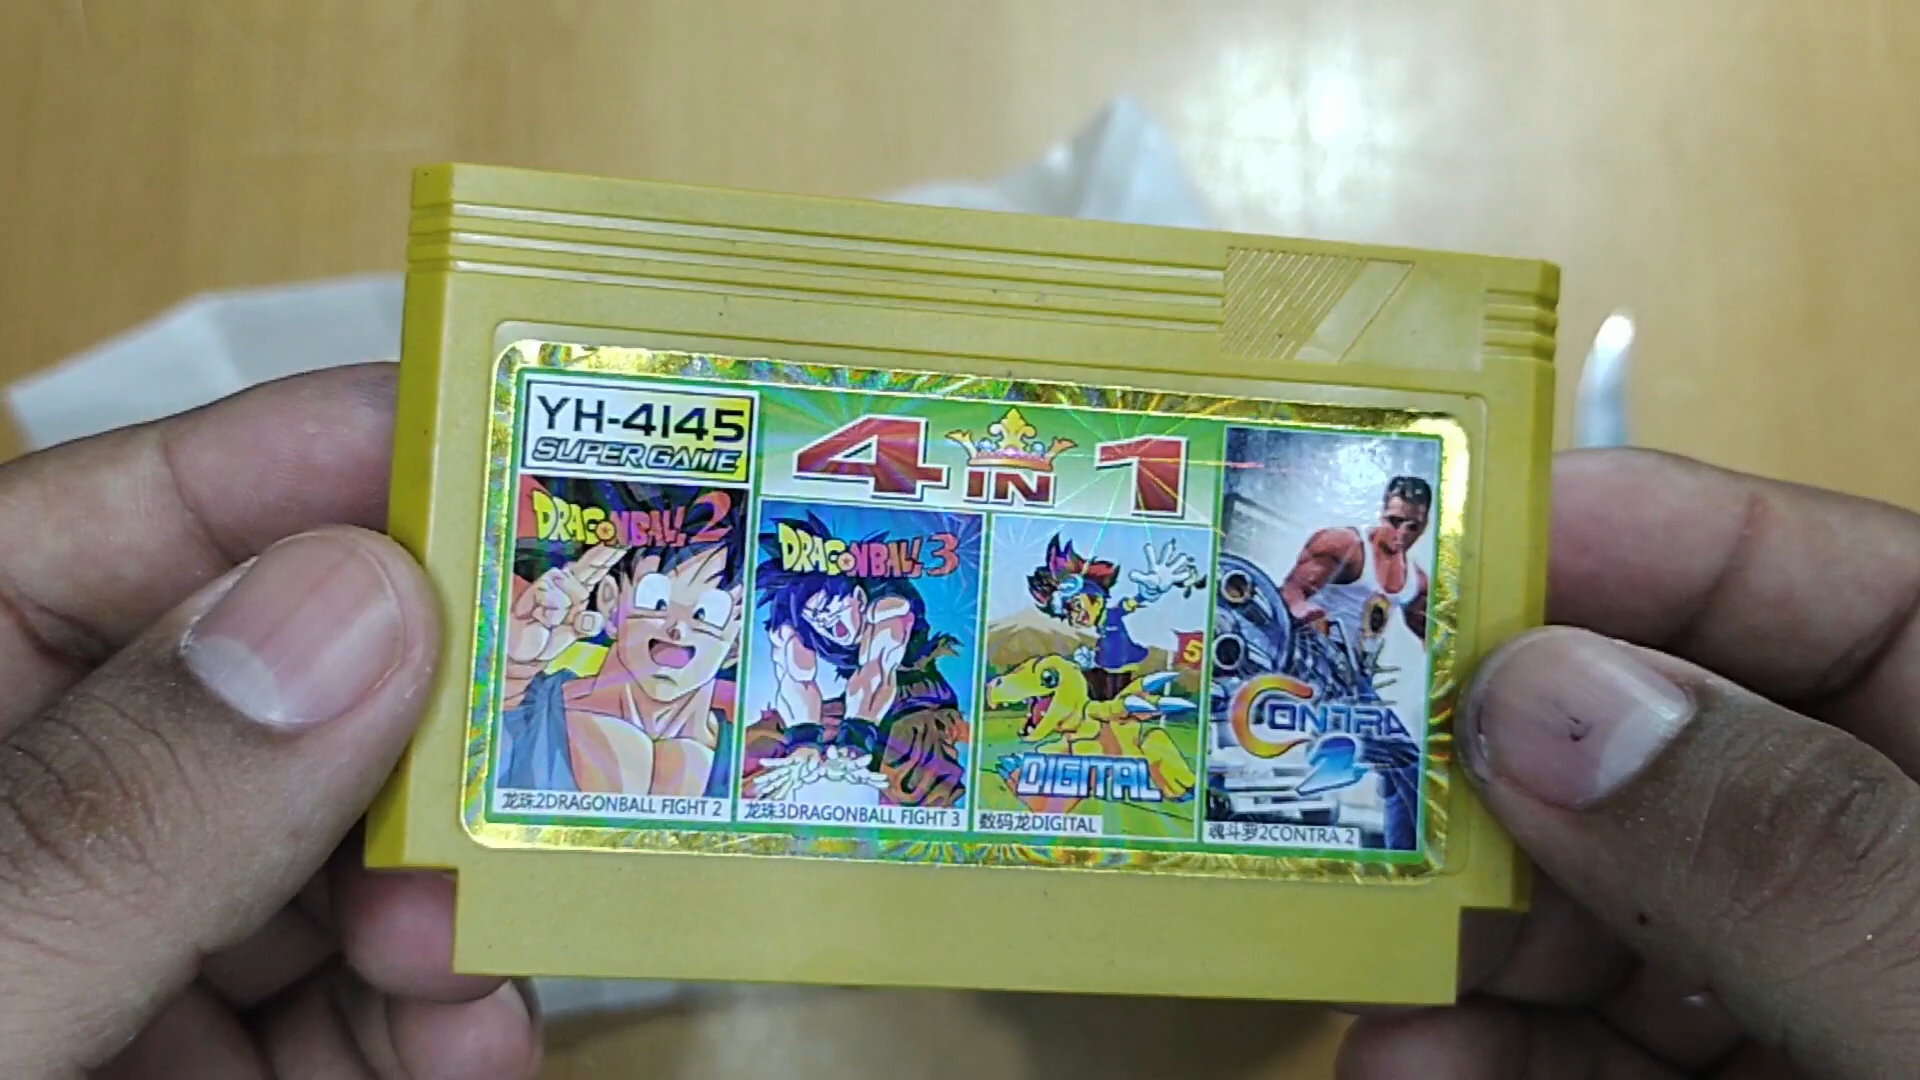 YH-4145
SUPER GAME
4 IN 1
DRAGONBALL 2
DRAGONBALL 3
5
DIGITAL
CONTRA
2
龙珠2DRAGONBALL FIGHT 2
龙珠3DRAGONBALL FIGHT 3
数码龙DIGITAL
魂斗罗2CONTRA 2